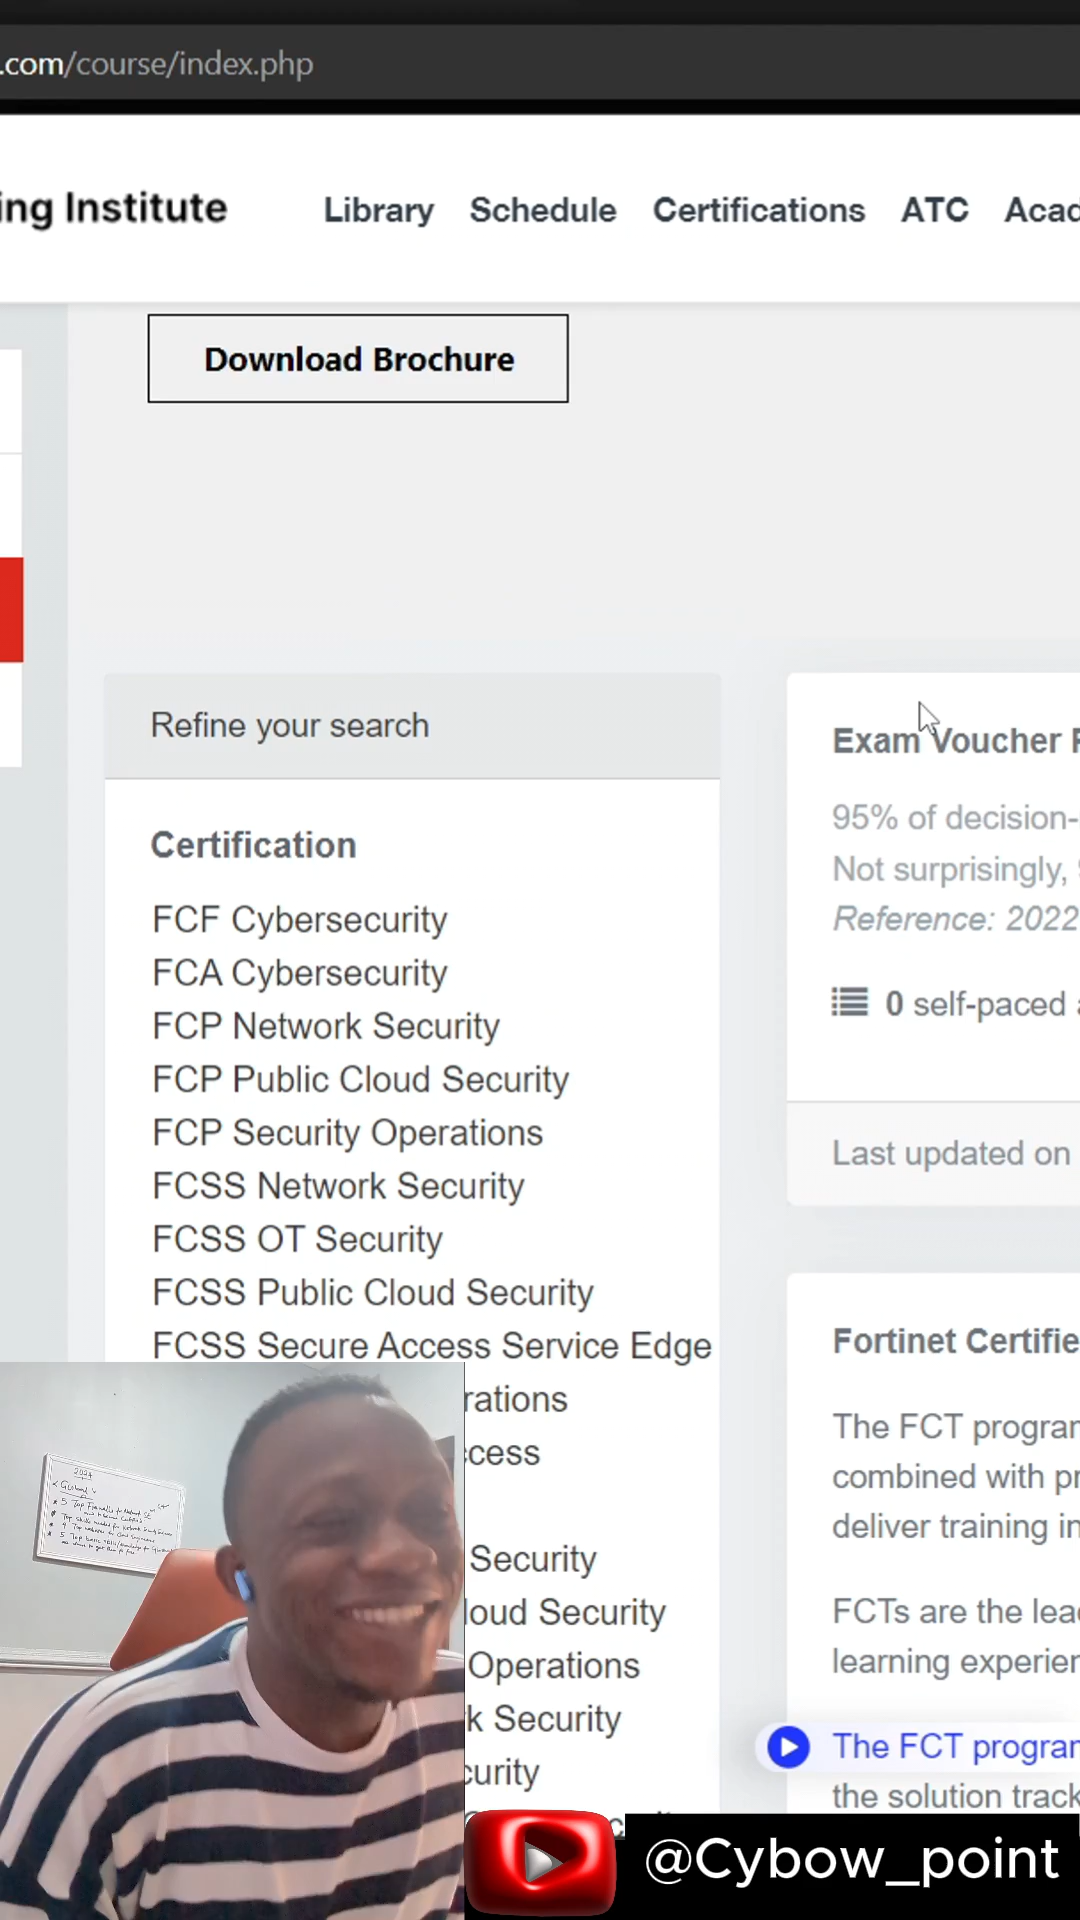 .com/course/index.php
ing Institute
Library Schedule Certifications ATC Acad
Download Brochure
Refine your search
Certification
FCF Cybersecurity
FCA Cybersecurity
FCP Network Security
FCP Public Cloud Security
FCP Security Operations
FCSS Network Security
FCSS OT Security
FCSS Public Cloud Security
FCSS Secure Access Service Edge
rations
cess
Security
loud Security
Operations
k Security
curity
Exam Voucher
95% of decision-
Not surprisingly,
Reference: 2022
0 self-paced
Last updated on
Fortinet Certifie
The FCT program
combined with pr
deliver training in
FCTs are the lea
learning experien
The FCT program
the solution track
2024
@Cybow_point